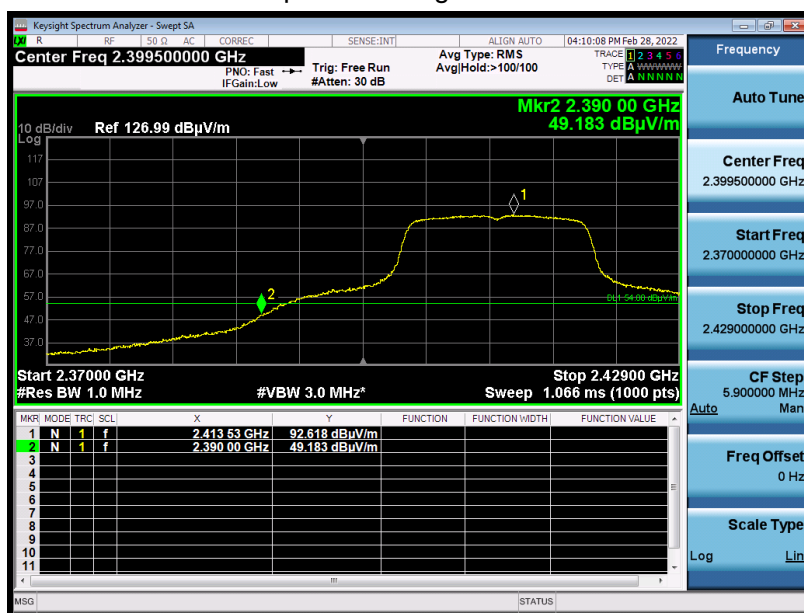 Keysight Spectrum Analyzer - Swept SA
LXI R RF 50 Ω AC CORREC SENSE:INT ALIGN AUTO 04:10:08 PM Feb 28, 2022
Center Freq 2.399500000 GHz
PNO: Fast
IFGain:Low
Trig: Free Run
#Atten: 30 dB
Avg Type: RMS
Avg|Hold:>100/100
TRACE 1 2 3 4 5 6
TYPE A WWWWW
DET A N N N N N
Mkr2 2.390 00 GHz
49.183 dBµV/m
10 dB/div Ref 126.99 dBµV/m
Log
117
107
97.0
87.0
77.0
67.0
57.0
47.0
37.0
1
2
DL1 54.00 dBµV/m
Start 2.37000 GHz Stop 2.42900 GHz
#Res BW 1.0 MHz #VBW 3.0 MHz* Sweep 1.066 ms (1000 pts)
MKR MODE TRC SCL X Y FUNCTION FUNCTION WIDTH FUNCTION VALUE
1 N 1 f 2.413 53 GHz 92.618 dBµV/m
2 N 1 f 2.390 00 GHz 49.183 dBµV/m
3
4
5
6
7
8
9
10
11
MSG STATUS
Frequency
Auto Tune
Center Freq
2.399500000 GHz
Start Freq
2.370000000 GHz
Stop Freq
2.429000000 GHz
CF Step
5.900000 MHz
Auto Man
Freq Offset
0 Hz
Scale Type
Log Lin